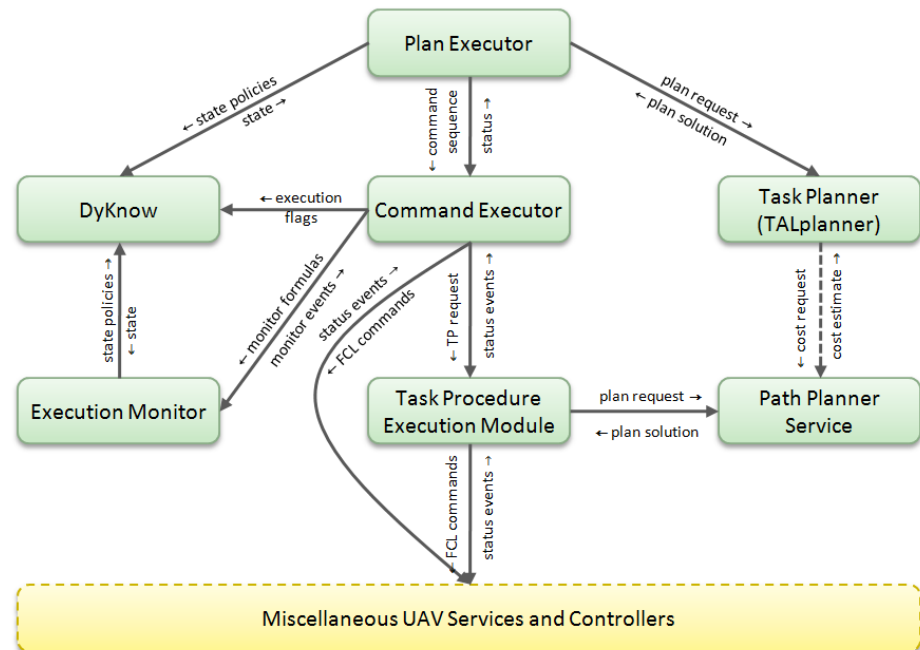 Plan Executor
← state policies
state →
← command
sequence
status →
plan request →
← plan solution
DyKnow
← execution
flags
Command Executor
Task Planner
(TALplanner)
state policies →
← state
← monitor formulas
monitor events →
status events →
← FCL commands
← TP request
status events →
← cost request
cost estimate →
Execution Monitor
Task Procedure
Execution Module
plan request →
← plan solution
Path Planner
Service
← FCL commands
status events →
Miscellaneous UAV Services and Controllers